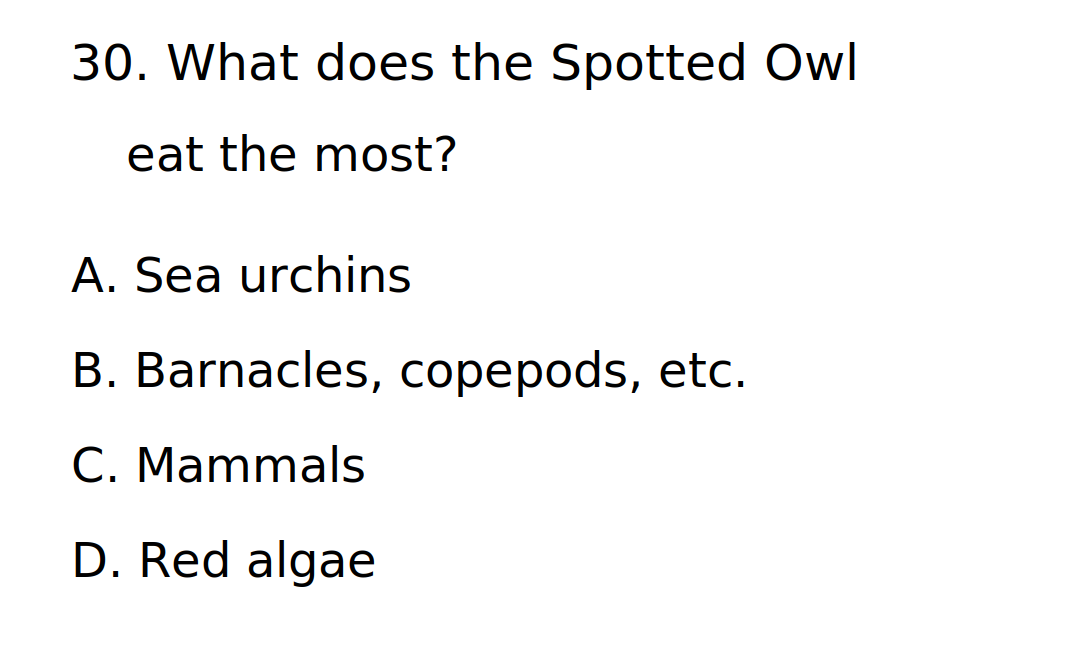 30. What does the Spotted Owl
eat the most?
A. Sea urchins
B. Barnacles, copepods, etc.
C. Mammals
D. Red algae